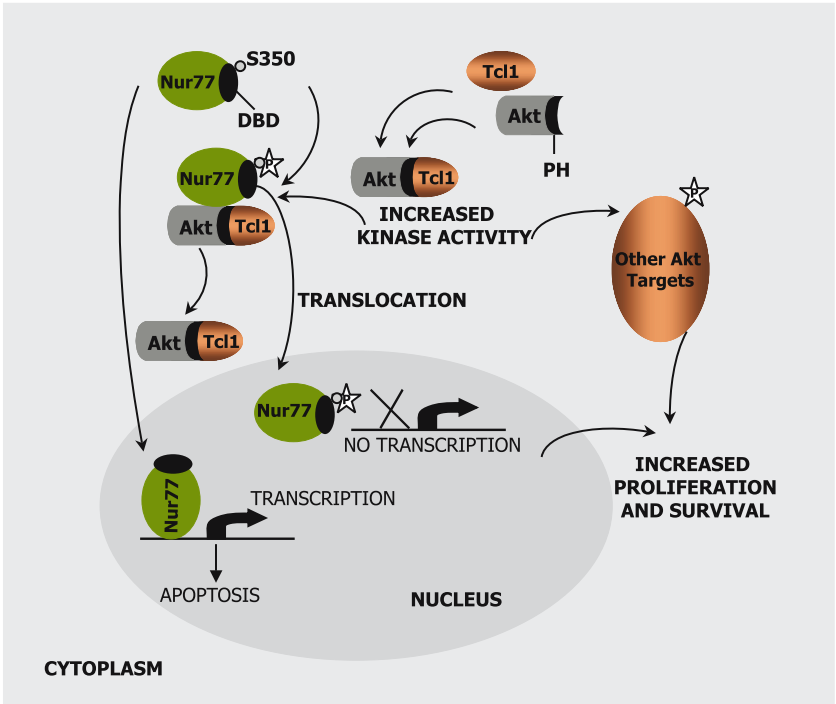 S350
Nur77
DBD
Tcl1
Akt
PH
P
Nur77
Akt Tcl1
Akt Tcl1
INCREASED
KINASE ACTIVITY
P
Other Akt
Targets
TRANSLOCATION
Akt Tcl1
P
Nur77
NO TRANSCRIPTION
INCREASED
PROLIFERATION
AND SURVIVAL
Nur77
TRANSCRIPTION
APOPTOSIS
NUCLEUS
CYTOPLASM